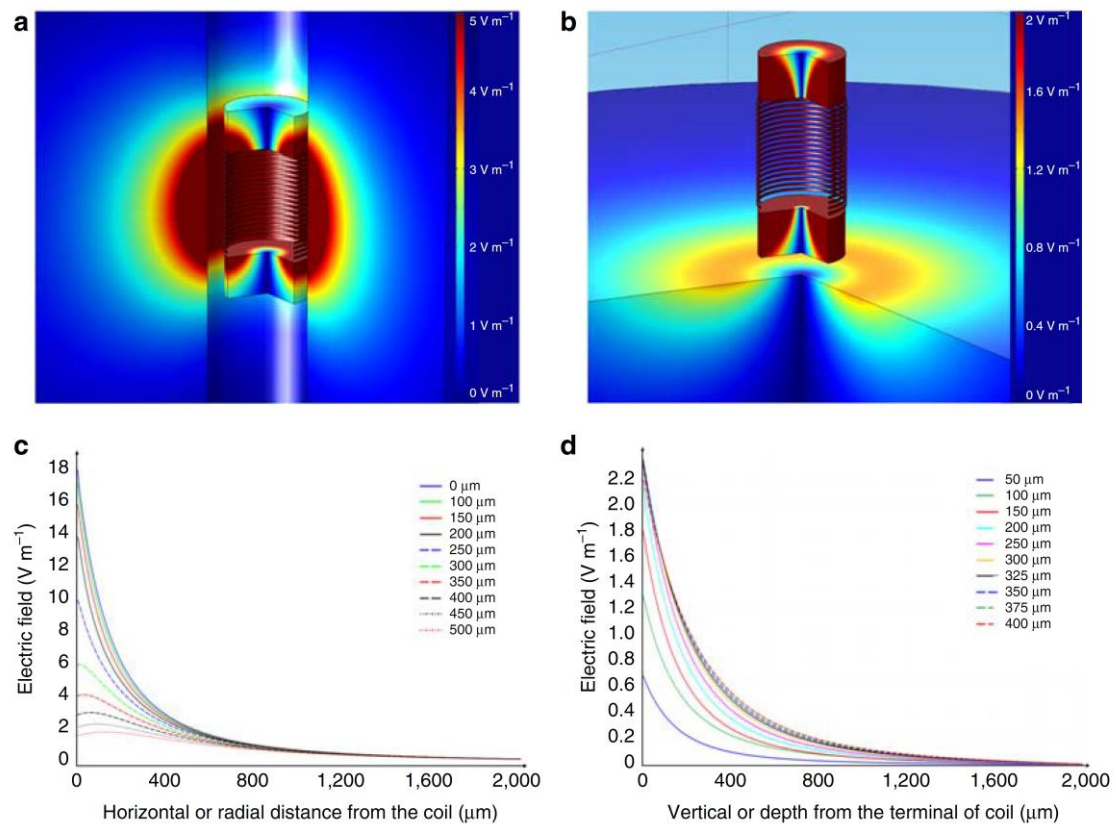 a
5 V m⁻¹
4 V m⁻¹
3 V m⁻¹
2 V m⁻¹
1 V m⁻¹
0 V m⁻¹
b
2 V m⁻¹
1.6 V m⁻¹
1.2 V m⁻¹
0.8 V m⁻¹
0.4 V m⁻¹
0 V m⁻¹
c
Electric field (V m⁻¹)
18
16
14
12
10
8
6
4
2
0
0 μm
100 μm
150 μm
200 μm
250 μm
300 μm
350 μm
400 μm
450 μm
500 μm
0 400 800 1,200 1,600 2,000
Horizontal or radial distance from the coil (μm)
d
Electric field (V m⁻¹)
2.2
2.0
1.8
1.6
1.4
1.2
1.0
0.8
0.6
0.4
0.2
0
50 μm
100 μm
150 μm
200 μm
250 μm
300 μm
325 μm
350 μm
375 μm
400 μm
0 400 800 1,200 1,600 2,000
Vertical or depth from the terminal of coil (μm)